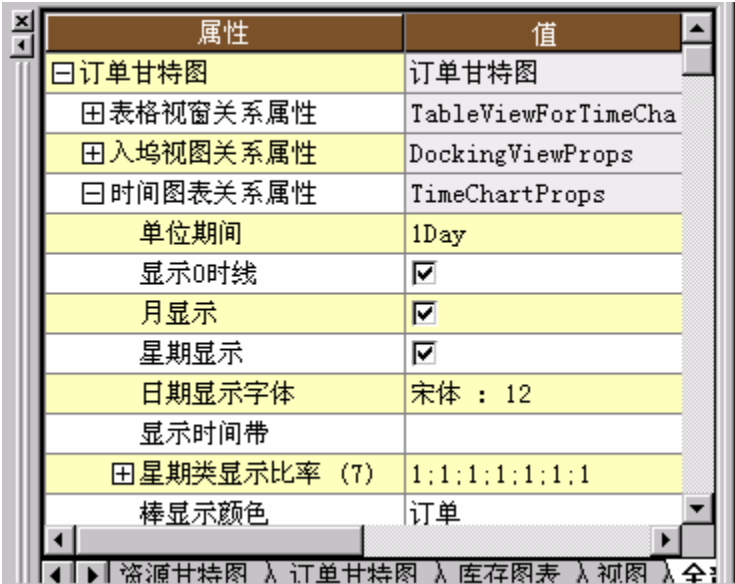 属性 值
订单甘特图 订单甘特图
表格视窗关系属性 TableViewForTimeCha
入坞视图关系属性 DockingViewProps
时间图表关系属性 TimeChartProps
单位期间 1Day
显示0时线
月显示
星期显示
日期显示字体 宋体 : 12
显示时间带
星期类显示比率 (7) 1;1;1;1;1;1;1
棒显示颜色 订单
资源甘特图 订单甘特图 库存图表 视图